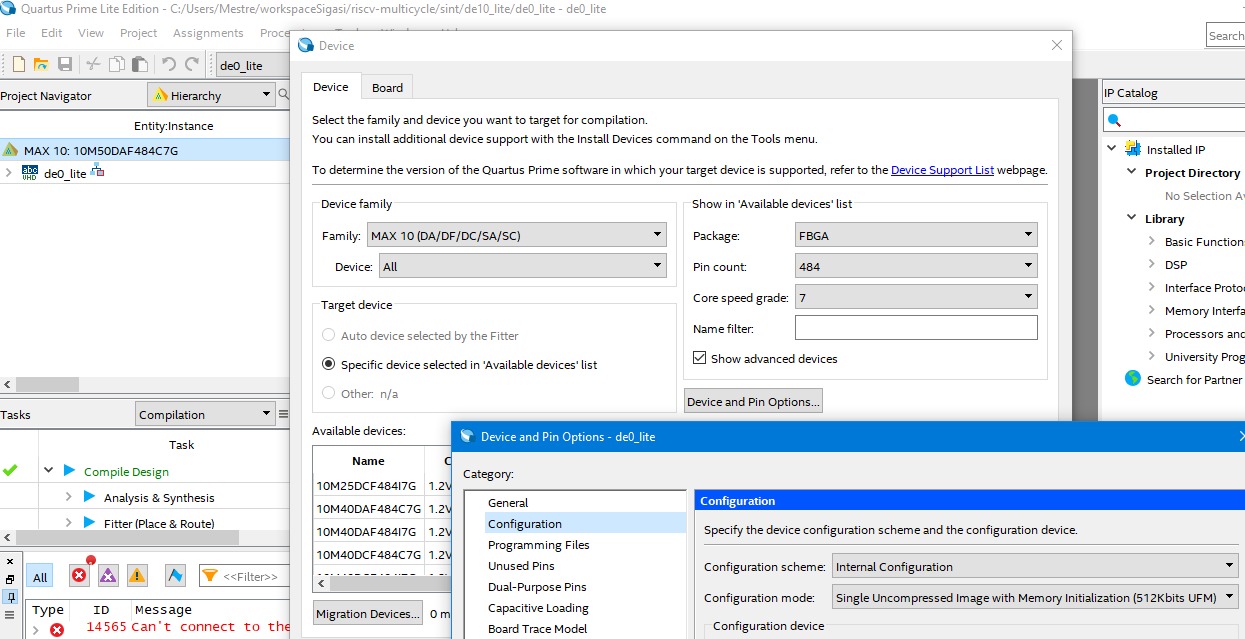 Quartus Prime Lite Edition - C:/Users/Mestre/workspaceSigasi/riscv-multicycle/sint/de10_lite/de0_lite - de0_lite
File Edit View Project Assignments
Search
de0_lite
Project Navigator
Hierarchy
Entity:Instance
MAX 10: 10M50DAF484C7G
de0_lite
Tasks
Compilation
Task
Compile Design
Analysis & Synthesis
Fitter (Place & Route)
All
<<Filter>>
Type ID Message
14565 Can't connect to the
Device
Device Board
Select the family and device you want to target for compilation.
You can install additional device support with the Install Devices command on the Tools menu.
To determine the version of the Quartus Prime software in which your target device is supported, refer to the Device Support List webpage.
Device family
Family: MAX 10 (DA/DF/DC/SA/SC)
Device: All
Target device
Auto device selected by the Fitter
Specific device selected in 'Available devices' list
Other: n/a
Show in 'Available devices' list
Package: FBGA
Pin count: 484
Core speed grade: 7
Name filter:
Show advanced devices
Device and Pin Options...
Available devices:
Name C
10M25DCF484I7G 1.2V
10M40DAF484C7G 1.2V
10M40DAF484I7G 1.2V
10M40DCF484C7G 1.2V
Migration Devices... 0 m
Device and Pin Options - de0_lite
Category:
General
Configuration
Programming Files
Unused Pins
Dual-Purpose Pins
Capacitive Loading
Board Trace Model
Configuration
Specify the device configuration scheme and the configuration device.
Configuration scheme: Internal Configuration
Configuration mode: Single Uncompressed Image with Memory Initialization (512Kbits UFM)
Configuration device
IP Catalog
Installed IP
Project Directory
No Selection Av
Library
Basic Function
DSP
Interface Proto
Memory Interfa
Processors and
University Prog
Search for Partner